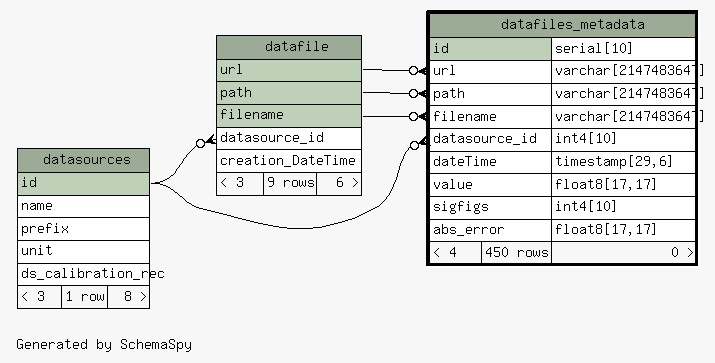 datafiles_metadata
id serial[10]
url varchar[2147483647]
path varchar[2147483647]
filename varchar[2147483647]
datasource_id int4[10]
dateTime timestamp[29,6]
value float8[17,17]
sigfigs int4[10]
abs_error float8[17,17]
< 4 450 rows 0 >
datafile
url
path
filename
datasource_id
creation_DateTime
< 3 9 rows 6 >
datasources
id
name
prefix
unit
ds_calibration_rec
< 3 1 row 8 >
Generated by SchemaSpy